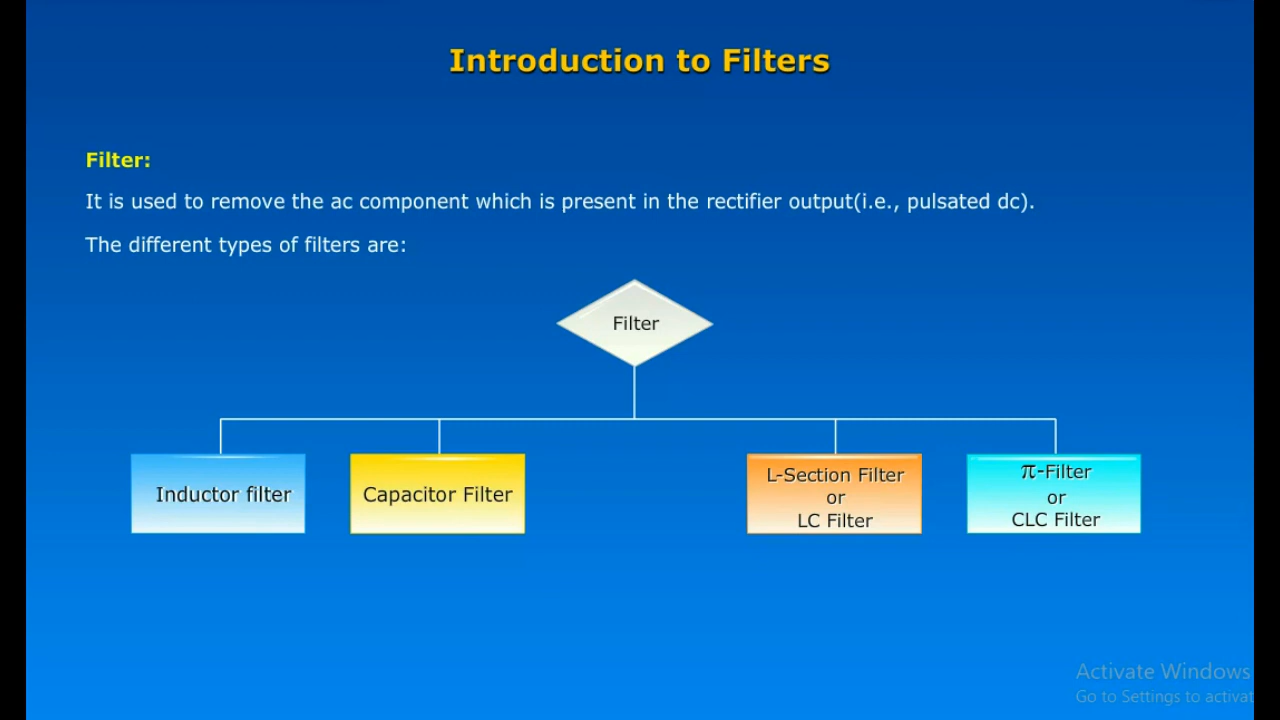 Introduction to Filters
Filter:
It is used to remove the ac component which is present in the rectifier output(i.e., pulsated dc).
The different types of filters are:
Filter
Inductor filter
Capacitor Filter
L-Section Filter
or
LC Filter
π-Filter
or
CLC Filter
Activate Windows
Go to Settings to activat